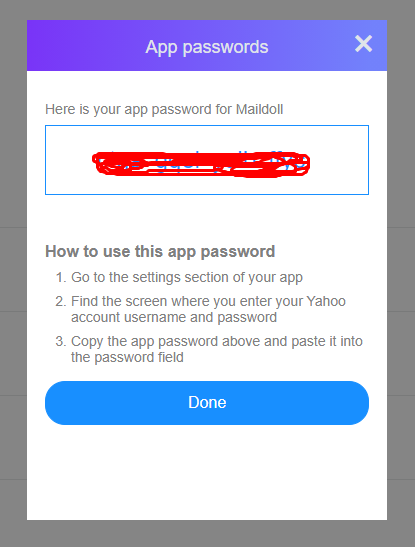 App passwords
Here is your app password for Maildoll
How to use this app password
1. Go to the settings section of your app
2. Find the screen where you enter your Yahoo
account username and password
3. Copy the app password above and paste it into
the password field
Done